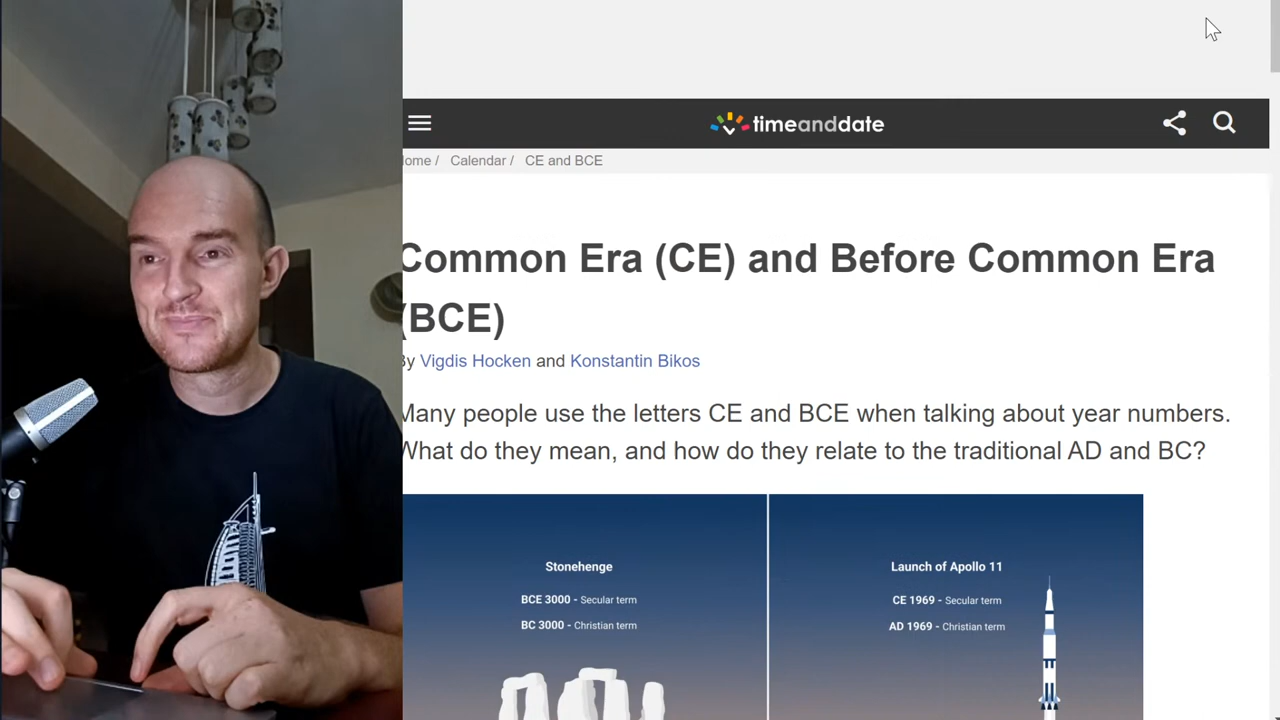 timeanddate
ome / Calendar / CE and BCE
Common Era (CE) and Before Common Era
(BCE)
By Vigdis Hocken and Konstantin Bikos
Many people use the letters CE and BCE when talking about year numbers.
What do they mean, and how do they relate to the traditional AD and BC?
Stonehenge
BCE 3000 - Secular term
BC 3000 - Christian term
Launch of Apollo 11
CE 1969 - Secular term
AD 1969 - Christian term